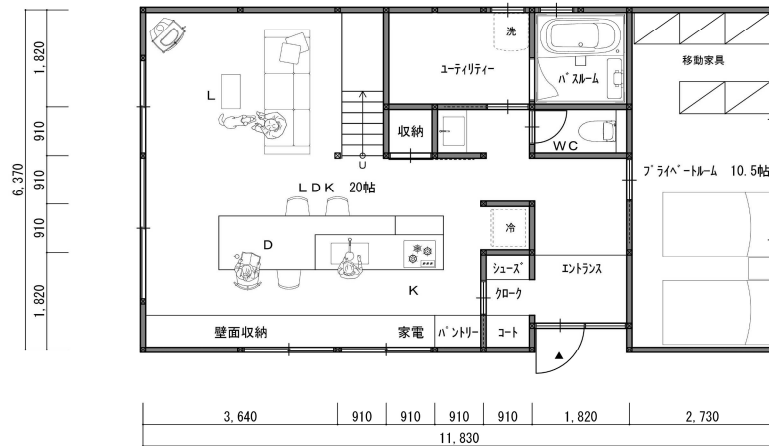 洗
移動家具
1,820
ユーティリティー
バスルーム
L
910
収納
WC
6,370
910
U
プライベートルーム 10.5帖
LDK 20帖
910
冷
D
シューズ
エントランス
1,820
K
クローク
壁面収納
家電
パントリー
コート
▲
3,640
910
910
910
910
1,820
2,730
11,830